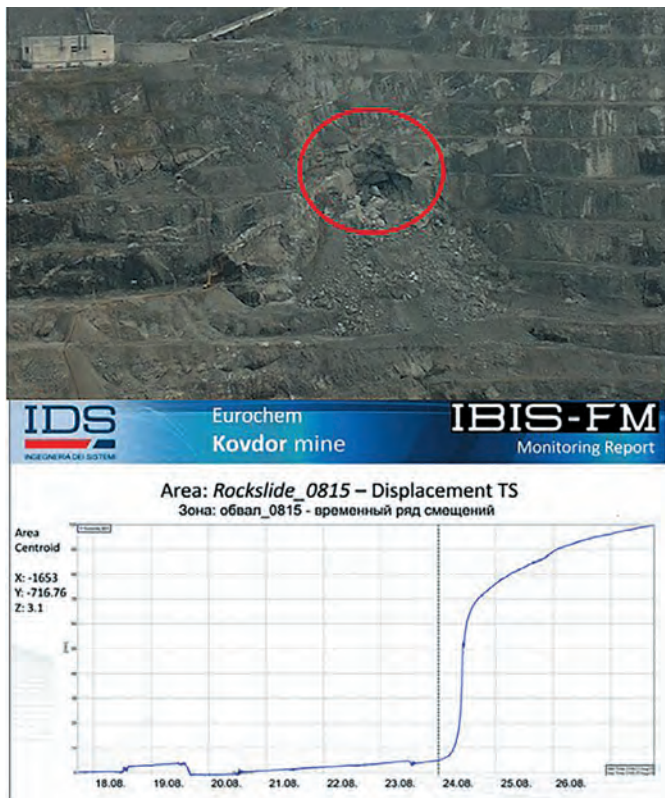 IDS
INGEGNERIA DEI SISTEMI
Eurochem
Kovdor mine
IBIS-FM
Monitoring Report
Area: Rockslide_0815 – Displacement TS
Зона: обвал_0815 - временный ряд смещений
Area
Centroid
X: -1653
Y: -716.76
Z: 3.1
18.08. 19.08. 20.08. 21.08. 22.08. 23.08. 24.08. 25.08. 26.08.